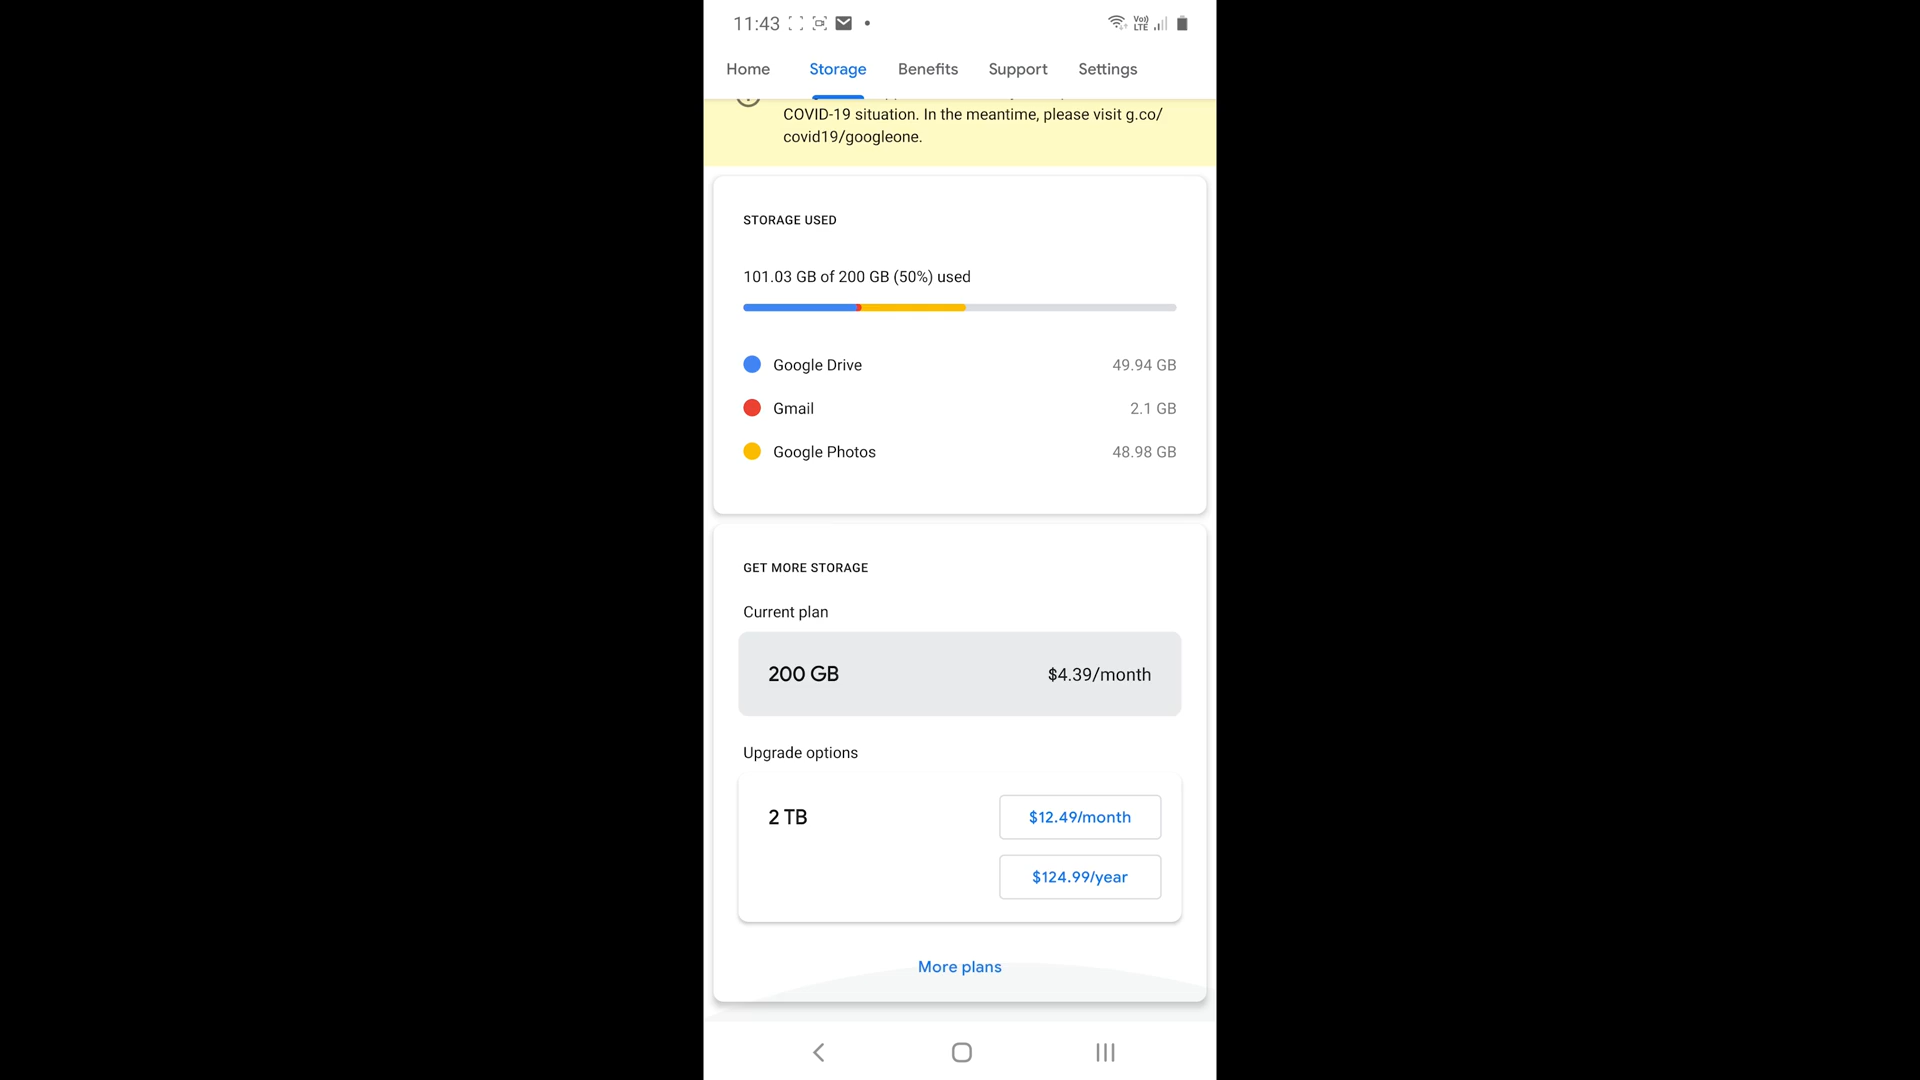 11:43
Vo))
LTE
Home Storage Benefits Support Settings
COVID-19 situation. In the meantime, please visit g.co/
covid19/googleone.
STORAGE USED
101.03 GB of 200 GB (50%) used
Google Drive 49.94 GB
Gmail 2.1 GB
Google Photos 48.98 GB
GET MORE STORAGE
Current plan
200 GB $4.39/month
Upgrade options
2 TB $12.49/month
$124.99/year
More plans